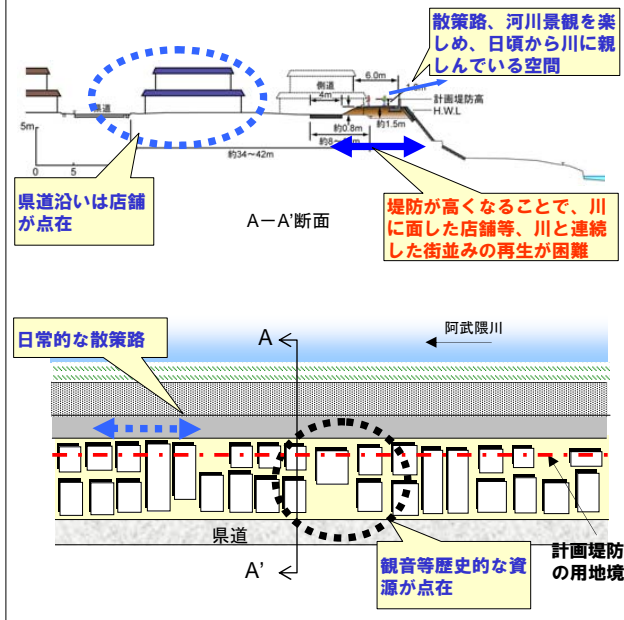 散策路、河川景観を楽
しめ、日頃から川に親
しんでいる空間
側道
4m
6.0m
計画堤防高
H.W.L
県道
約0.8m
約1.5m
5m
0
5
約34～42m
県道沿いは店舗
が点在
A－A'断面
堤防が高くなることで、川
に面した店舗等、川と連続
した街並みの再生が困難
日常的な散策路
A
阿武隈川
県道
A'
観音等歴史的な資
源が点在
計画堤防
の用地境